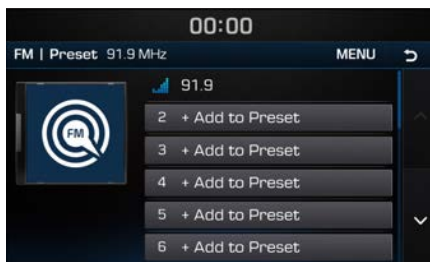 00:00
FM | Preset 91.9 MHz MENU
91.9
FM
2 + Add to Preset
3 + Add to Preset
4 + Add to Preset
5 + Add to Preset
6 + Add to Preset